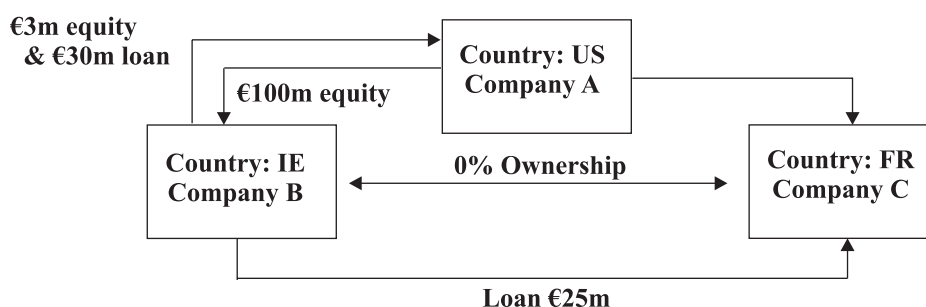 €3m equity
& €30m loan
Country: US
Company A
€100m equity
Country: IE
Company B
0% Ownership
Country: FR
Company C
Loan €25m